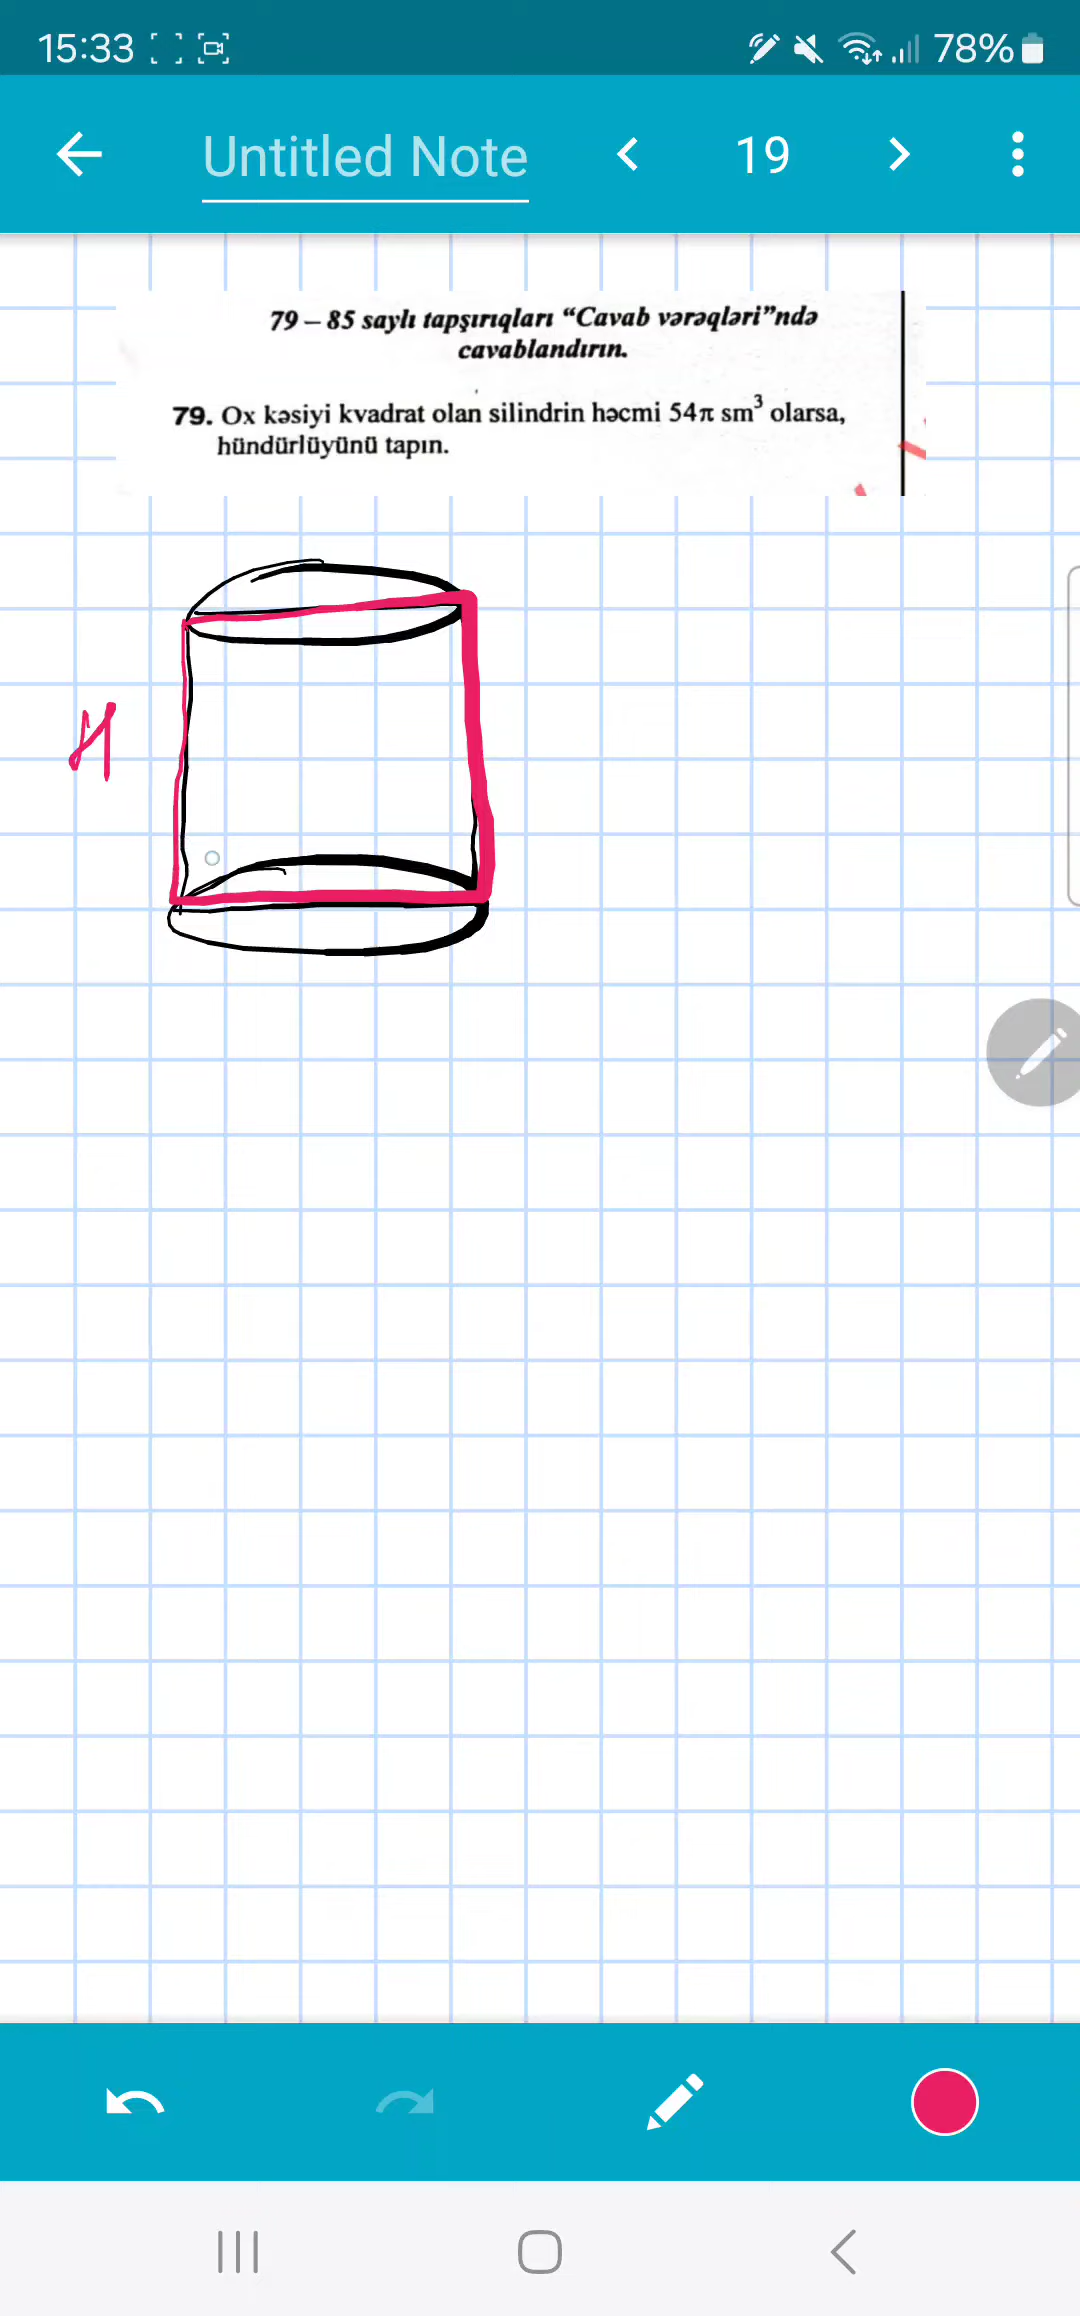 15:33
78%
Untitled Note
19
79 – 85 saylı tapşırıqları “Cavab vərəqləri”ndə
cavablandırın.
79. Ox kəsiyi kvadrat olan silindrin həcmi 54π sm³ olarsa,
hündürlüyünü tapın.
H